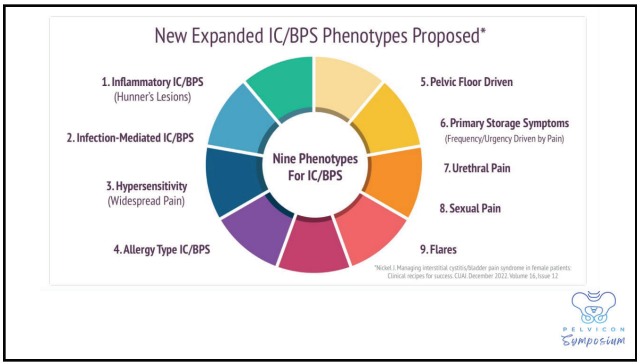 New Expanded IC/BPS Phenotypes Proposed*
1. Inflammatory IC/BPS
(Hunner's Lesions)
2. Infection-Mediated IC/BPS
3. Hypersensitivity
(Widespread Pain)
4. Allergy Type IC/BPS
Nine Phenotypes
For IC/BPS
5. Pelvic Floor Driven
6. Primary Storage Symptoms
(Frequency/Urgency Driven by Pain)
7. Urethral Pain
8. Sexual Pain
9. Flares
*Nickel J. Managing interstitial cystitis/bladder pain syndrome in female patients:
Clinical recipes for success. CUAJ. December 2022. Volume 16, Issue 12
PELVICON
Symposium